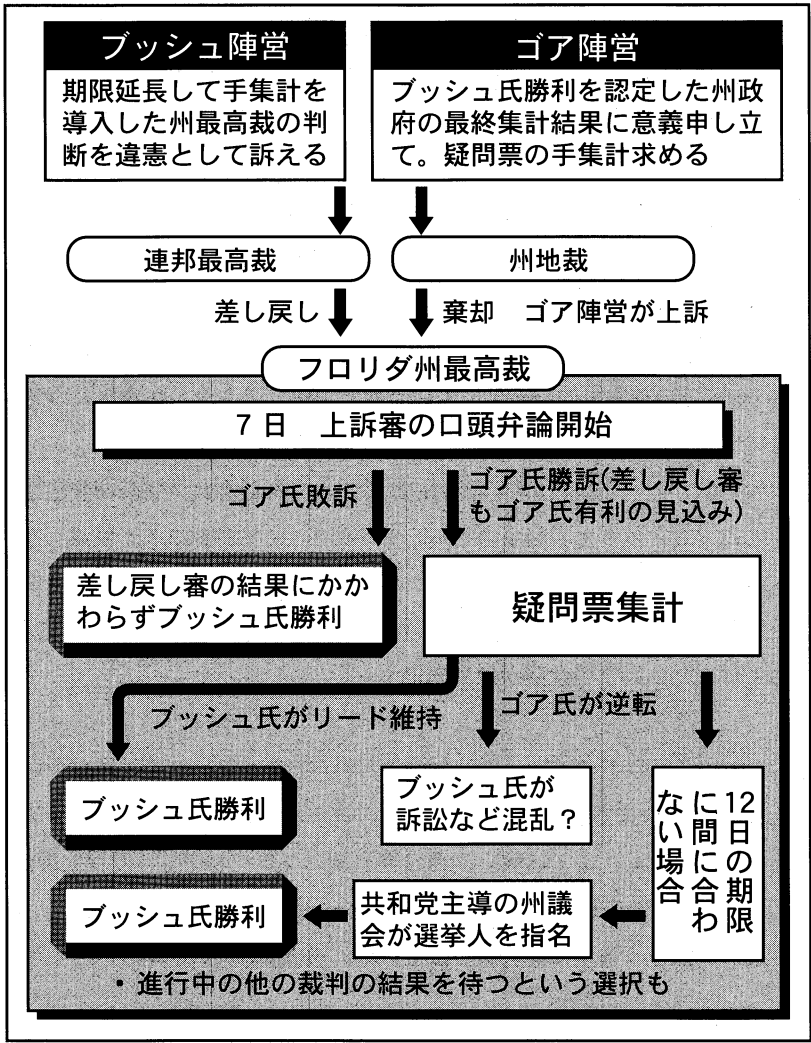 ブッシュ陣営
期限延長して手集計を
導入した州最高裁の判
断を違憲として訴える
ゴア陣営
ブッシュ氏勝利を認定した州政
府の最終集計結果に意義申し立
て。疑問票の手集計求める
連邦最高裁
州地裁
差し戻し
棄却 ゴア陣営が上訴
フロリダ州最高裁
7日 上訴審の口頭弁論開始
ゴア氏敗訴
ゴア氏勝訴(差し戻し審
もゴア氏有利の見込み)
差し戻し審の結果にかか
わらずブッシュ氏勝利
疑問票集計
ブッシュ氏がリード維持
ゴア氏が逆転
ブッシュ氏勝利
ブッシュ氏が
訴訟など混乱?
12日の期限
に間に合わ
ない場合
共和党主導の州議
会が選挙人を指名
ブッシュ氏勝利
・進行中の他の裁判の結果を待つという選択も